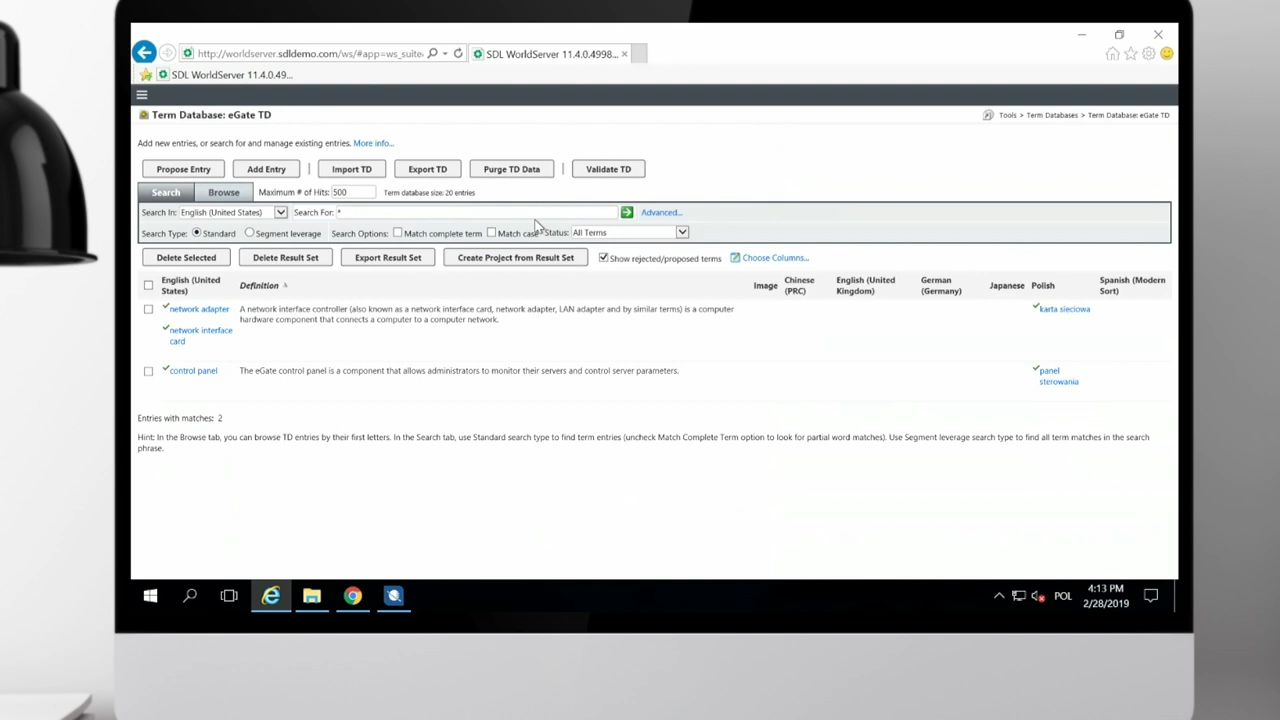 http://worldserver.sdldemo.com/ws/#app=ws_suite
SDL WorldServer 11.4.0.4998...
SDL WorldServer 11.4.0.49...
Term Database: eGate TD
Tools > Term Databases > Term Database: eGate TD
Add new entries, or search for and manage existing entries. More info...
Propose Entry Add Entry | Import TD Export TD Purge TD Data | Validate TD
Search Browse Maximum # of Hits: 500 Term database size: 20 entries
Search In: English (United States) Search For: * Advanced...
Search Type: Standard Segment leverage Search Options: Match complete term Match case Status: All Terms
Delete Selected Delete Result Set Export Result Set Create Project from Result Set Show rejected/proposed terms Choose Columns...
English (United States) Definition Image Chinese (PRC) English (United Kingdom) German (Germany) Japanese Polish Spanish (Modern Sort)
network adapter A network interface controller (also known as a network interface card, network adapter, LAN adapter and by similar terms) is a karta sieciowa
computer
hardware component that connects a computer to a computer network.
network interface
card
control panel The eGate control panel is a component that allows administrators to monitor their servers and control server parameters. panel
sterowania
Entries with matches: 2
Hint: In the Browse tab, you can browse TD entries by their first letters. In the Search tab, use Standard search type to find term entries (uncheck Match Complete Term option to look for partial word matches). Use Segment leverage search type to find all term matches in the search
phrase.
POL
4:13 PM
2/28/2019